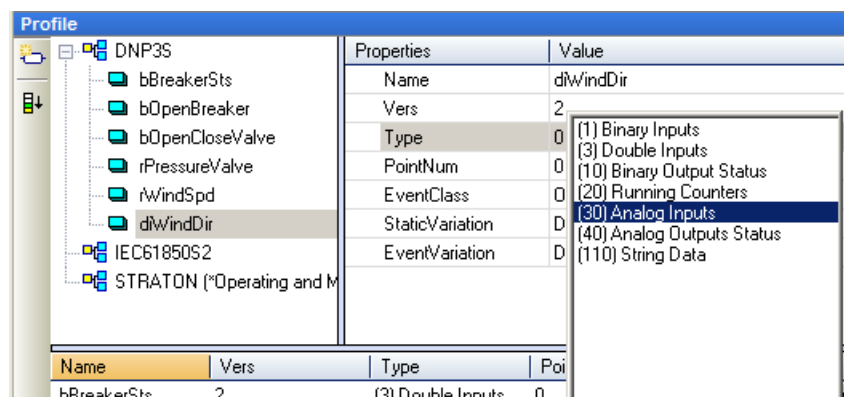 Profile
DNP3S
bBreakerSts
bOpenBreaker
bOpenCloseValve
rPressureValve
rWindSpd
diWindDir
IEC61850S2
STRATON (*Operating and M
Properties Value
Name diWindDir
Vers 2
Type 0
PointNum 0
EventClass
StaticVariation D
EventVariation D
(1) Binary Inputs
(3) Double Inputs
(10) Binary Output Status
(20) Running Counters
(30) Analog Inputs
(40) Analog Outputs Status
(110) String Data
Name Vers Type Poi
bBreakerSts 2 (3) Double Inputs 0